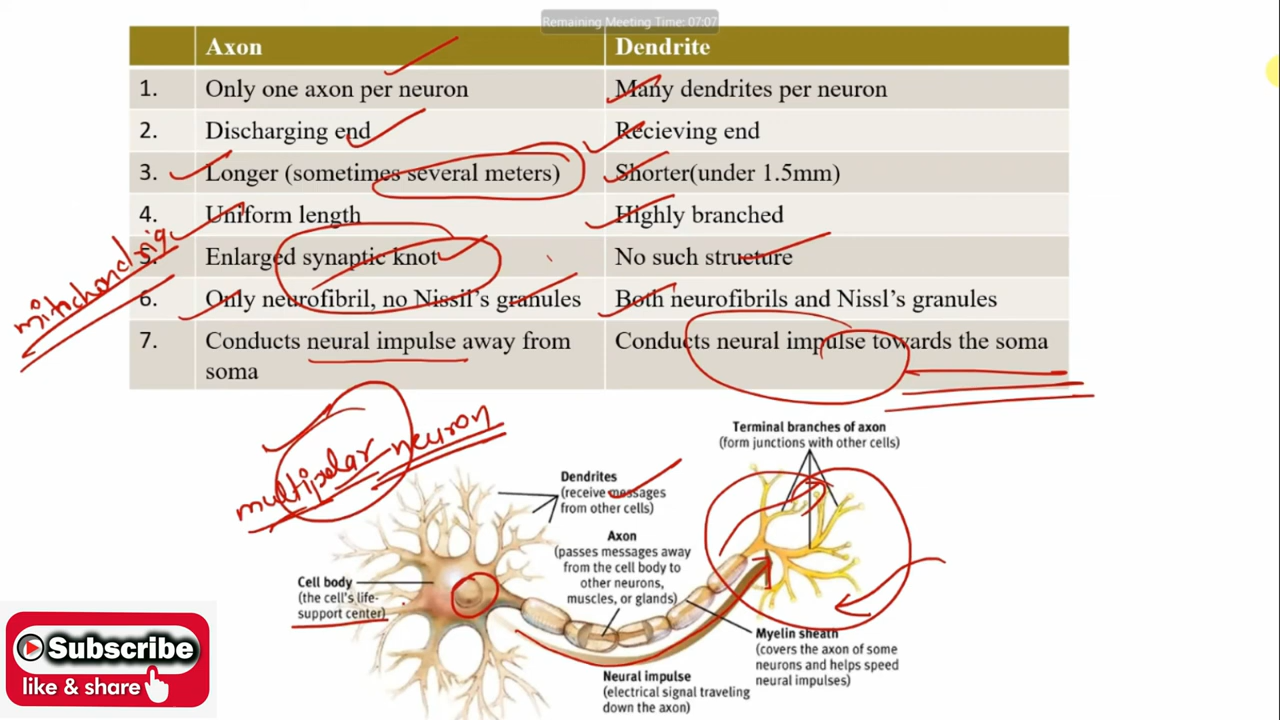 Remaining Meeting Time: 07:07
Axon Dendrite
1. Only one axon per neuron Many dendrites per neuron
2. Discharging end Recieving end
3. Longer (sometimes several meters) Shorter(under 1.5mm)
4. Uniform length Highly branched
5. Enlarged synaptic knot No such structure
6. Only neurofibril, no Nissil's granules Both neurofibrils and Nissl's granules
7. Conducts neural impulse away from Conducts neural impulse towards the soma
soma
mitichondria
multipolar neuron
Terminal branches of axon
(form junctions with other cells)
Dendrites
(receive messages
from other cells)
Axon
(passes messages away
from the cell body to
other neurons,
muscles, or glands)
Cell body
(the cell's life-
support center)
Myelin sheath
(covers the axon of some
neurons and helps speed
neural impulses)
Neural impulse
(electrical signal traveling
down the axon)
Subscribe
like & share